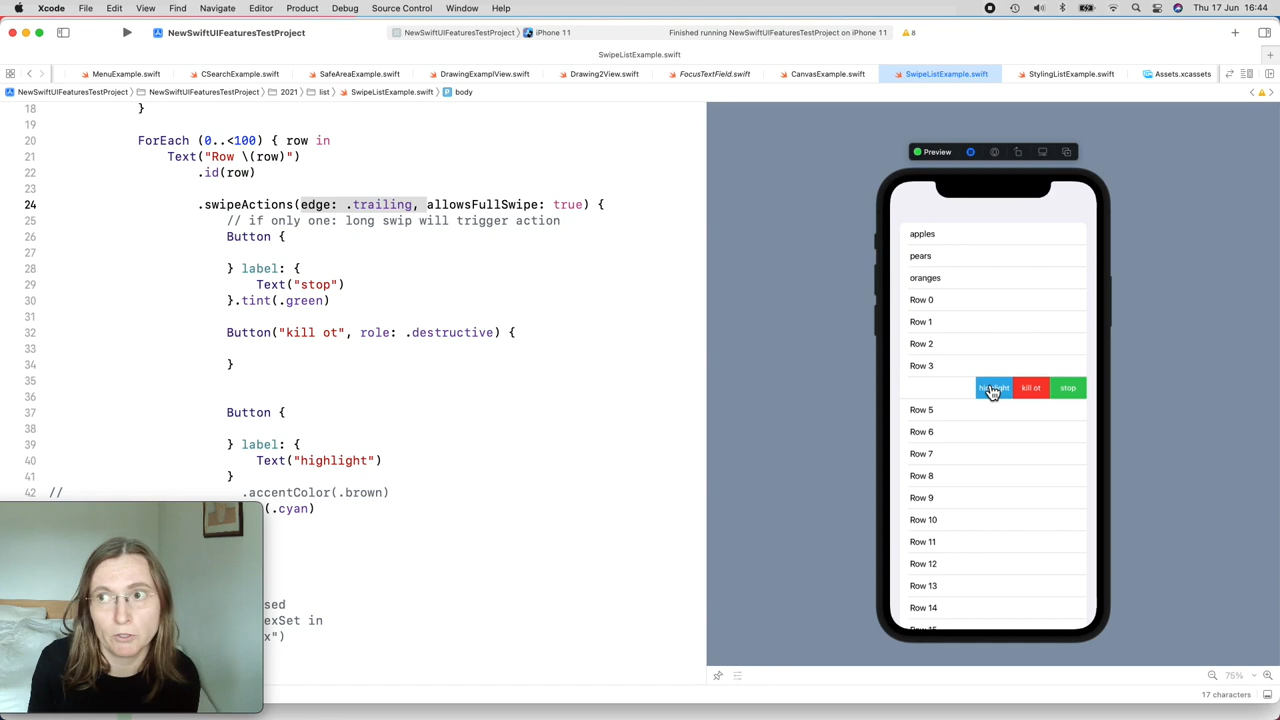 Xcode File Edit View Find Navigate Editor Product Debug Source Control Window Help Thu 17 Jun 16:44
NewSwiftUIFeaturesTestProject NewSwiftUIFeaturesTestProject iPhone 11 Finished running NewSwiftUIFeaturesTestProject on iPhone 11 8
SwipeListExample.swift
MenuExample.swift CSearchExample.swift SafeAreaExample.swift DrawingExamplView.swift Drawing2View.swift FocusTextField.swift CanvasExample.swift SwipeListExample.swift StylingListExample.swift Assets.xcassets
NewSwiftUIFeaturesTestProject NewSwiftUIFeaturesTestProject 2021 list SwipeListExample.swift body
18 }
19
20 ForEach (0..<100) { row in
21 Text("Row \(row)")
22 .id(row)
23
24 .swipeActions(edge: .trailing, allowsFullSwipe: true) {
25 // if only one: long swip will trigger action
26 Button {
27
28 } label: {
29 Text("stop")
30 }.tint(.green)
31
32 Button("kill ot", role: .destructive) {
33
34 }
35
36
37 Button {
38
39 } label: {
40 Text("highlight")
41 }
42 // .accentColor(.brown)
(.cyan)
sed
exSet in
x")
Preview
apples
pears
oranges
Row 0
Row 1
Row 2
Row 3
highlight kill ot stop
Row 5
Row 6
Row 7
Row 8
Row 9
Row 10
Row 11
Row 12
Row 13
Row 14
Row 15
75%
17 characters